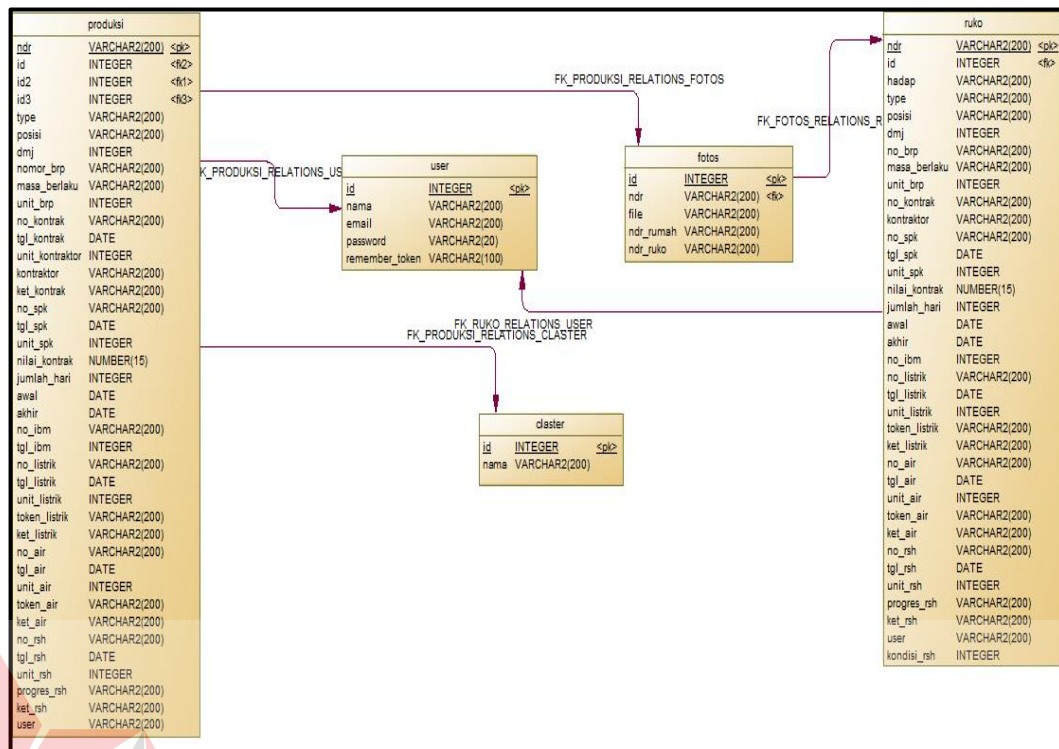 produksi
ndr VARCHAR2(200) <pk>
id INTEGER <fk2>
id2 INTEGER <fk1>
id3 INTEGER <fk3>
type VARCHAR2(200)
posisi VARCHAR2(200)
dmj INTEGER
nomor_brp VARCHAR2(200)
masa_berlaku VARCHAR2(200)
unit_brp INTEGER
no_kontrak VARCHAR2(200)
tgl_kontrak DATE
unit_kontraktor INTEGER
kontraktor VARCHAR2(200)
ket_kontrak VARCHAR2(200)
no_spk VARCHAR2(200)
tgl_spk DATE
unit_spk INTEGER
nilai_kontrak NUMBER(15)
jumlah_hari INTEGER
awal DATE
akhir DATE
no_ibm VARCHAR2(200)
tgl_ibm INTEGER
no_listrik VARCHAR2(200)
tgl_listrik DATE
unit_listrik INTEGER
token_listrik VARCHAR2(200)
ket_listrik VARCHAR2(200)
no_air VARCHAR2(200)
tgl_air DATE
unit_air INTEGER
token_air VARCHAR2(200)
ket_air VARCHAR2(200)
no_rsh VARCHAR2(200)
tgl_rsh DATE
unit_rsh INTEGER
progres_rsh VARCHAR2(200)
ket_rsh VARCHAR2(200)
user VARCHAR2(200)
FK_PRODUKSI_RELATIONS_FOTOS
FK_FOTOS_RELATIONS_R
K_PRODUKSI_RELATIONS_US
user
id INTEGER <pk>
nama VARCHAR2(200)
email VARCHAR2(200)
password VARCHAR2(20)
remember_token VARCHAR2(100)
fotos
id INTEGER <pk>
ndr VARCHAR2(200) <fk>
file VARCHAR2(200)
ndr_rumah VARCHAR2(200)
ndr_ruko VARCHAR2(200)
FK_RUKO_RELATIONS_USER
FK_PRODUKSI_RELATIONS_CLASTER
claster
id INTEGER <pk>
nama VARCHAR2(200)
ruko
ndr VARCHAR2(200) <pk>
id INTEGER <fk>
hadap VARCHAR2(200)
type VARCHAR2(200)
posisi VARCHAR2(200)
dmj INTEGER
no_brp VARCHAR2(200)
masa_berlaku VARCHAR2(200)
unit_brp INTEGER
no_kontrak VARCHAR2(200)
kontraktor VARCHAR2(200)
no_spk VARCHAR2(200)
tgl_spk DATE
unit_spk INTEGER
nilai_kontrak NUMBER(15)
jumlah_hari INTEGER
awal DATE
akhir DATE
no_ibm INTEGER
no_listrik VARCHAR2(200)
tgl_listrik DATE
unit_listrik INTEGER
token_listrik VARCHAR2(200)
ket_listrik VARCHAR2(200)
no_air VARCHAR2(200)
tgl_air DATE
unit_air INTEGER
token_air VARCHAR2(200)
ket_air VARCHAR2(200)
no_rsh VARCHAR2(200)
tgl_rsh DATE
unit_rsh INTEGER
progres_rsh VARCHAR2(200)
ket_rsh VARCHAR2(200)
user VARCHAR2(200)
kondisi_rsh INTEGER